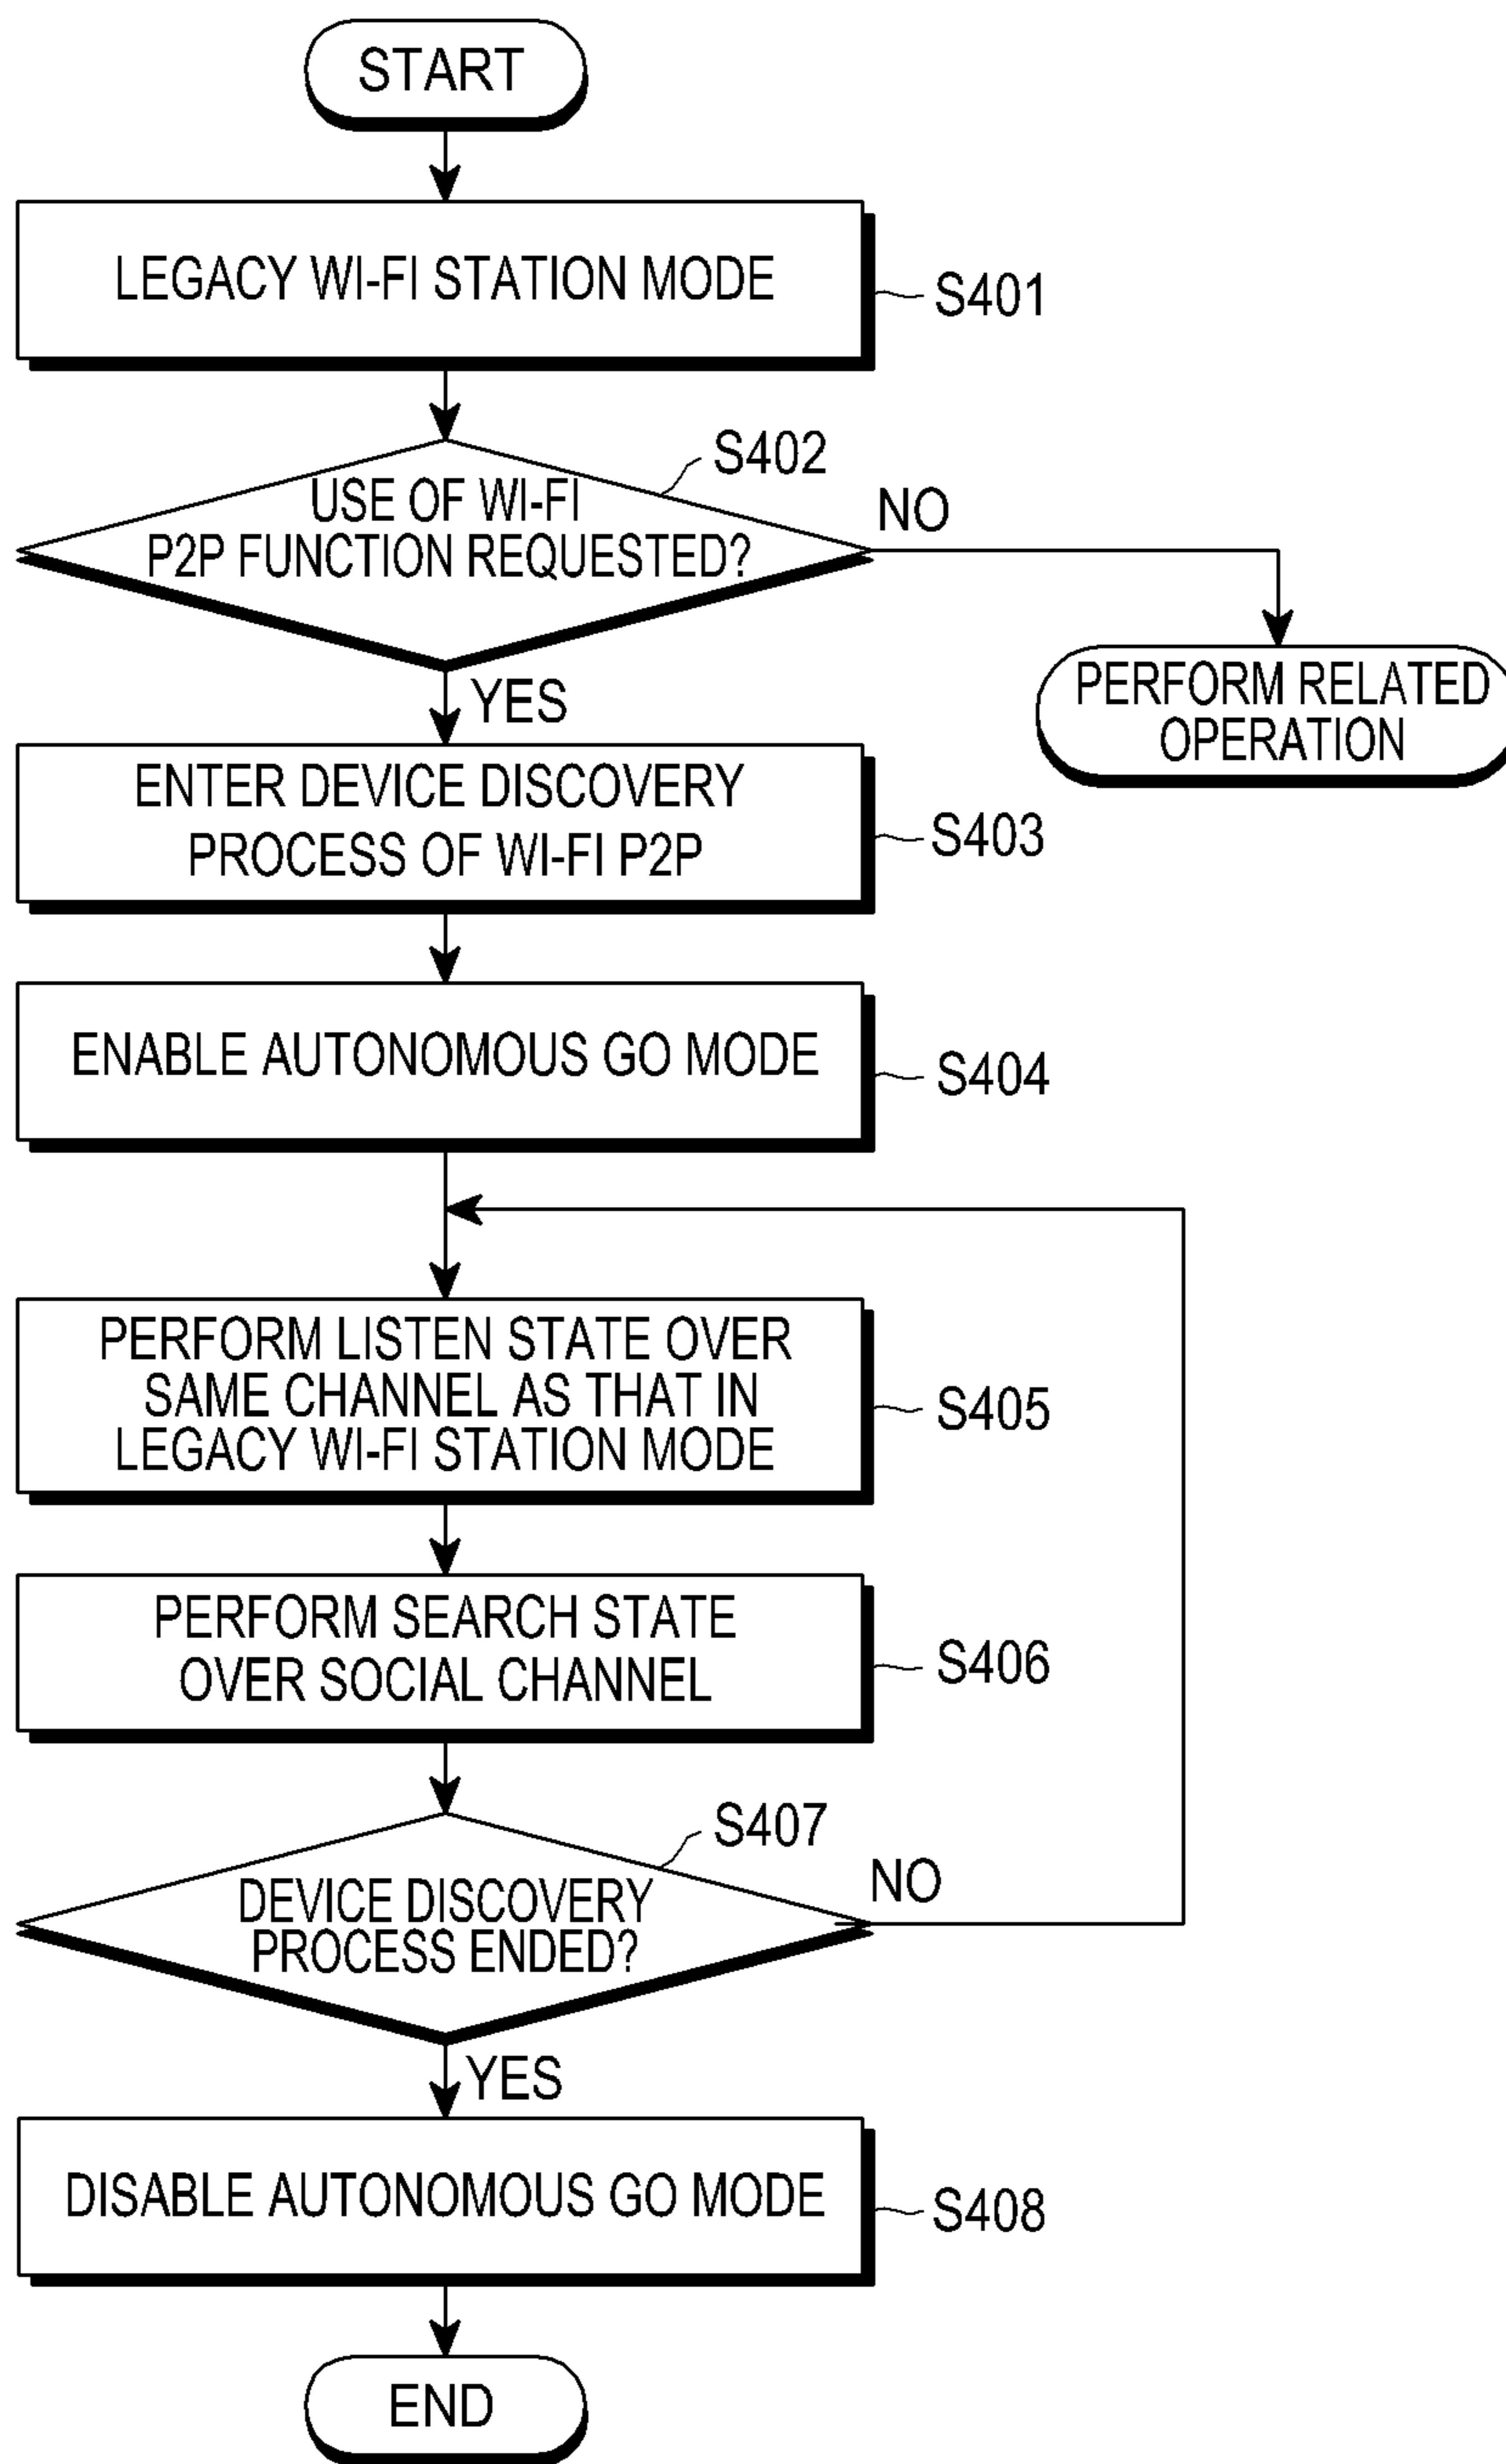 START
LEGACY WI-FI STATION MODE
S401
S402
USE OF WI-FI
P2P FUNCTION REQUESTED?
NO
YES
PERFORM RELATED
OPERATION
ENTER DEVICE DISCOVERY
PROCESS OF WI-FI P2P
S403
ENABLE AUTONOMOUS GO MODE
S404
PERFORM LISTEN STATE OVER
SAME CHANNEL AS THAT IN
LEGACY WI-FI STATION MODE
S405
PERFORM SEARCH STATE
OVER SOCIAL CHANNEL
S406
S407
DEVICE DISCOVERY
PROCESS ENDED?
NO
YES
DISABLE AUTONOMOUS GO MODE
S408
END